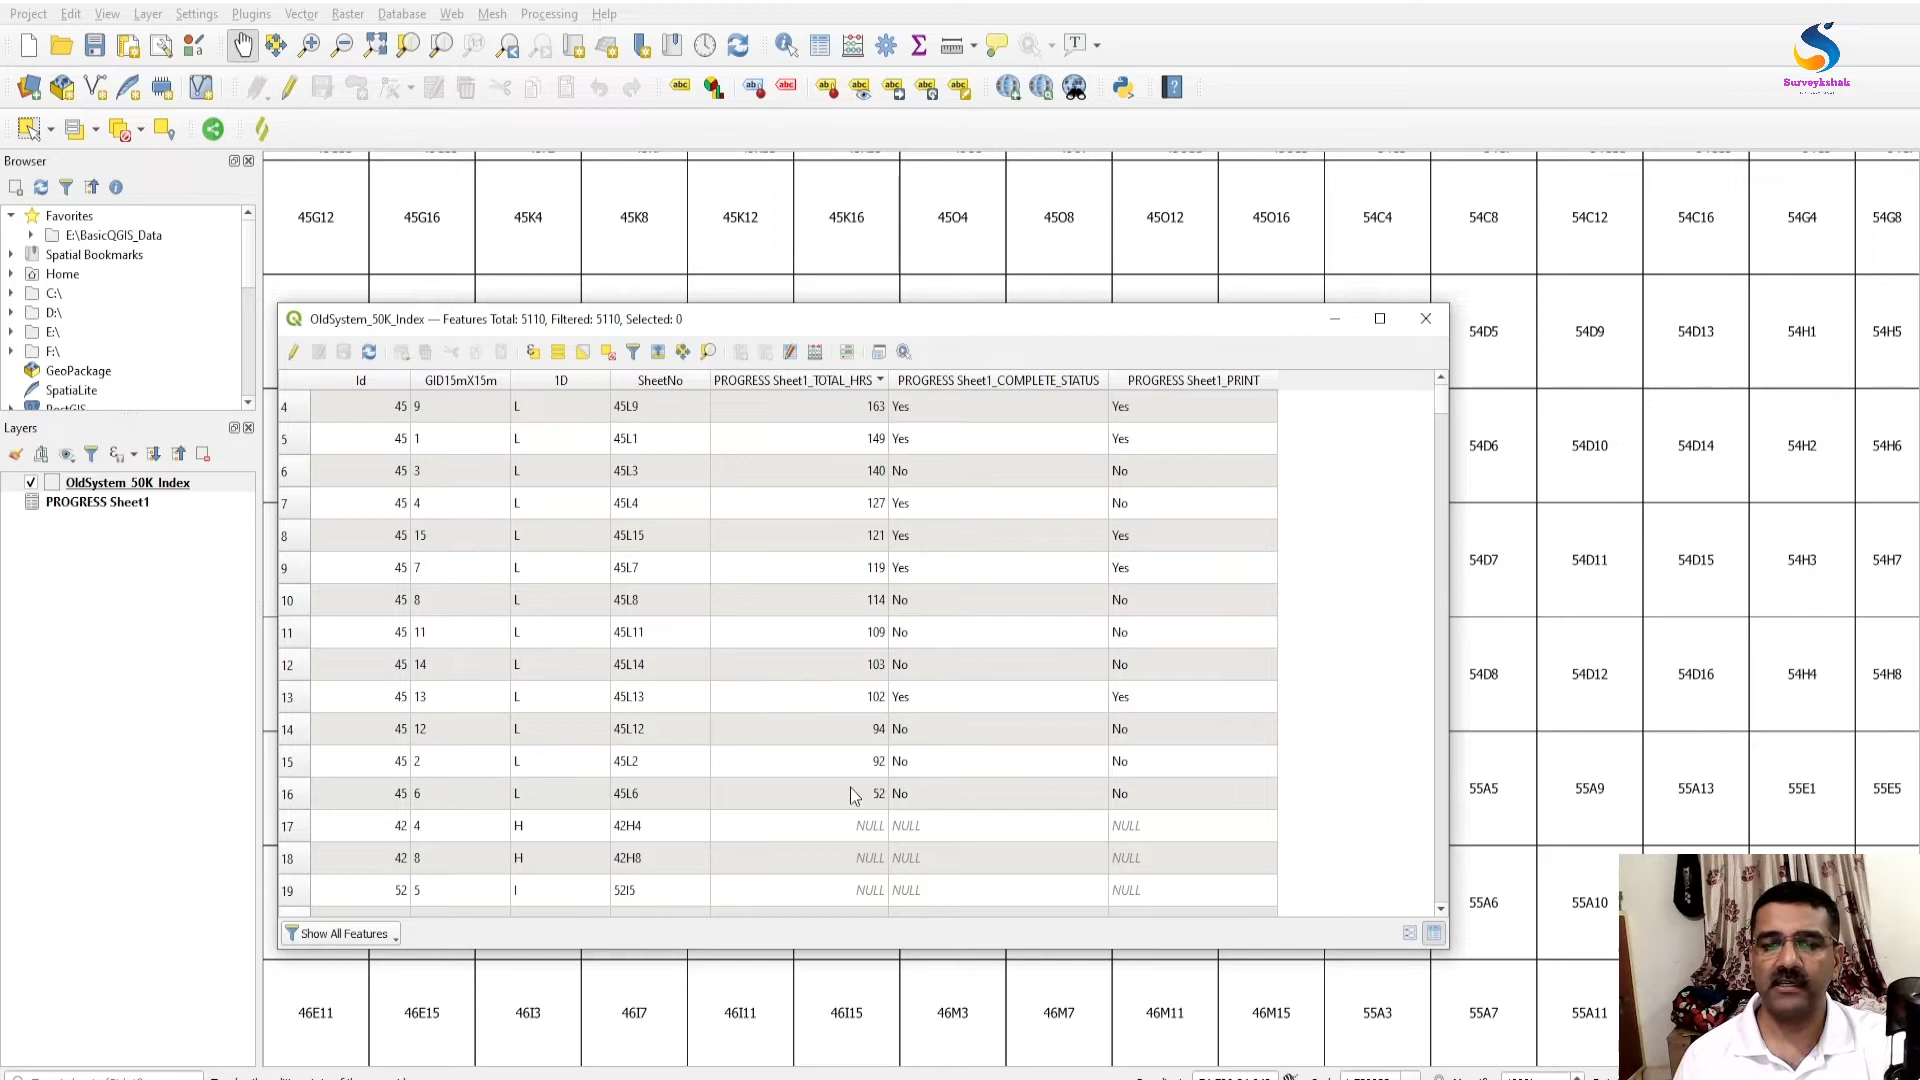 Project Edit View Layer Settings Plugins Vector Raster Database Web Mesh Processing Help
Surveykshak
Browser
Favorites
E:\BasicQGIS_Data
Spatial Bookmarks
Home
C:\
D:\
E:\
F:\
GeoPackage
SpatiaLite
PostGIS
Layers
OldSystem_50K_Index
PROGRESS Sheet1
45G12 45G16 45K4 45K8 45K12 45K16 45O4 45O8 45O12 45O16 54C4 54C8 54C12 54C16 54G4 54G8
OldSystem_50K_Index — Features Total: 5110, Filtered: 5110, Selected: 0
Id GID15mX15m 1D SheetNo PROGRESS Sheet1_TOTAL_HRS PROGRESS Sheet1_COMPLETE_STATUS PROGRESS Sheet1_PRINT
4 45 9 L 45L9 163 Yes Yes
5 45 1 L 45L1 149 Yes Yes
6 45 3 L 45L3 140 No No
7 45 4 L 45L4 127 Yes No
8 45 15 L 45L15 121 Yes Yes
9 45 7 L 45L7 119 Yes Yes
10 45 8 L 45L8 114 No No
11 45 11 L 45L11 109 No No
12 45 14 L 45L14 103 No No
13 45 13 L 45L13 102 Yes Yes
14 45 12 L 45L12 94 No No
15 45 2 L 45L2 92 No No
16 45 6 L 45L6 52 No No
17 42 4 H 42H4 NULL NULL NULL
18 42 8 H 42H8 NULL NULL NULL
19 52 5 I 52I5 NULL NULL NULL
Show All Features
54D5 54D9 54D13 54H1 54H5
54D6 54D10 54D14 54H2 54H6
54D7 54D11 54D15 54H3 54H7
54D8 54D12 54D16 54H4 54H8
55A5 55A9 55A13 55E1 55E5
55A6 55A10
46E11 46E15 46I3 46I7 46I11 46I15 46M3 46M7 46M11 46M15 55A3 55A7 55A11